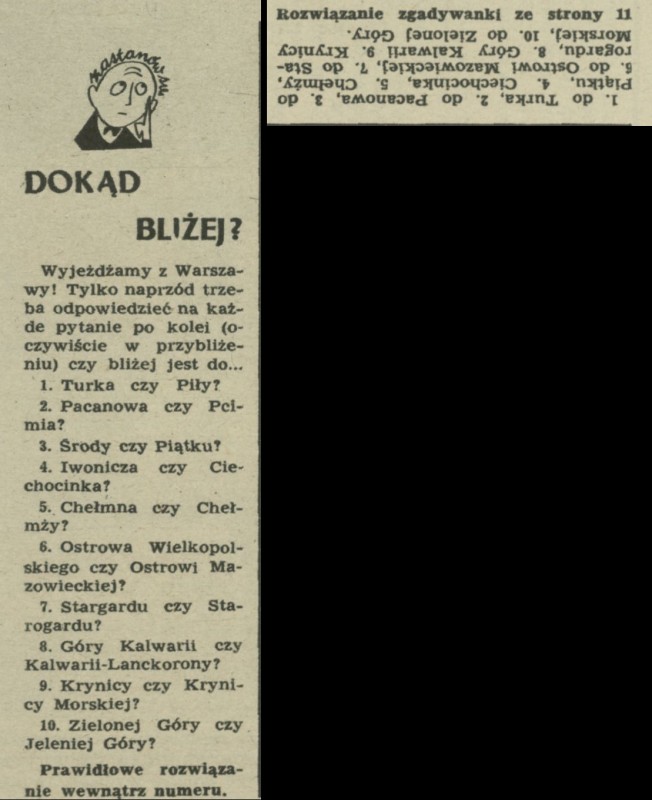 zastanów się
DOKĄD
BLIŻEJ?
Wyjeżdżamy z Warsza-
wy! Tylko naprzód trze-
ba odpowiedzieć na każ-
de pytanie po kolei (o-
czywiście w przybliże-
niu) czy bliżej jest do...
1. Turka czy Piły?
2. Pacanowa czy Pci-
mia?
3. Środy czy Piątku?
4. Iwonicza czy Cie-
chocinka?
5. Chełmna czy Cheł-
mży?
6. Ostrowa Wielkopol-
skiego czy Ostrowi Ma-
zowieckiej?
7. Stargardu czy Sta-
rogardu?
8. Góry Kalwarii czy
Kalwarii-Lanckorony?
9. Krynicy czy Kryni-
cy Morskiej?
10. Zielonej Góry czy
Jeleniej Góry?
Prawidłowe rozwiąza-
nie wewnątrz numeru.
Rozwiązanie zgadywanki ze strony 11
1. do Turka, 2. do Pacanowa, 3. do
Piątku, 4. Ciechocinka, 5. Chełmży,
6. do Ostrowi Mazowieckiej, 7. do Sta-
rogardu, 8. Góry Kalwarii 9. Krynicy
Morskiej, 10. do Zielonej Góry.